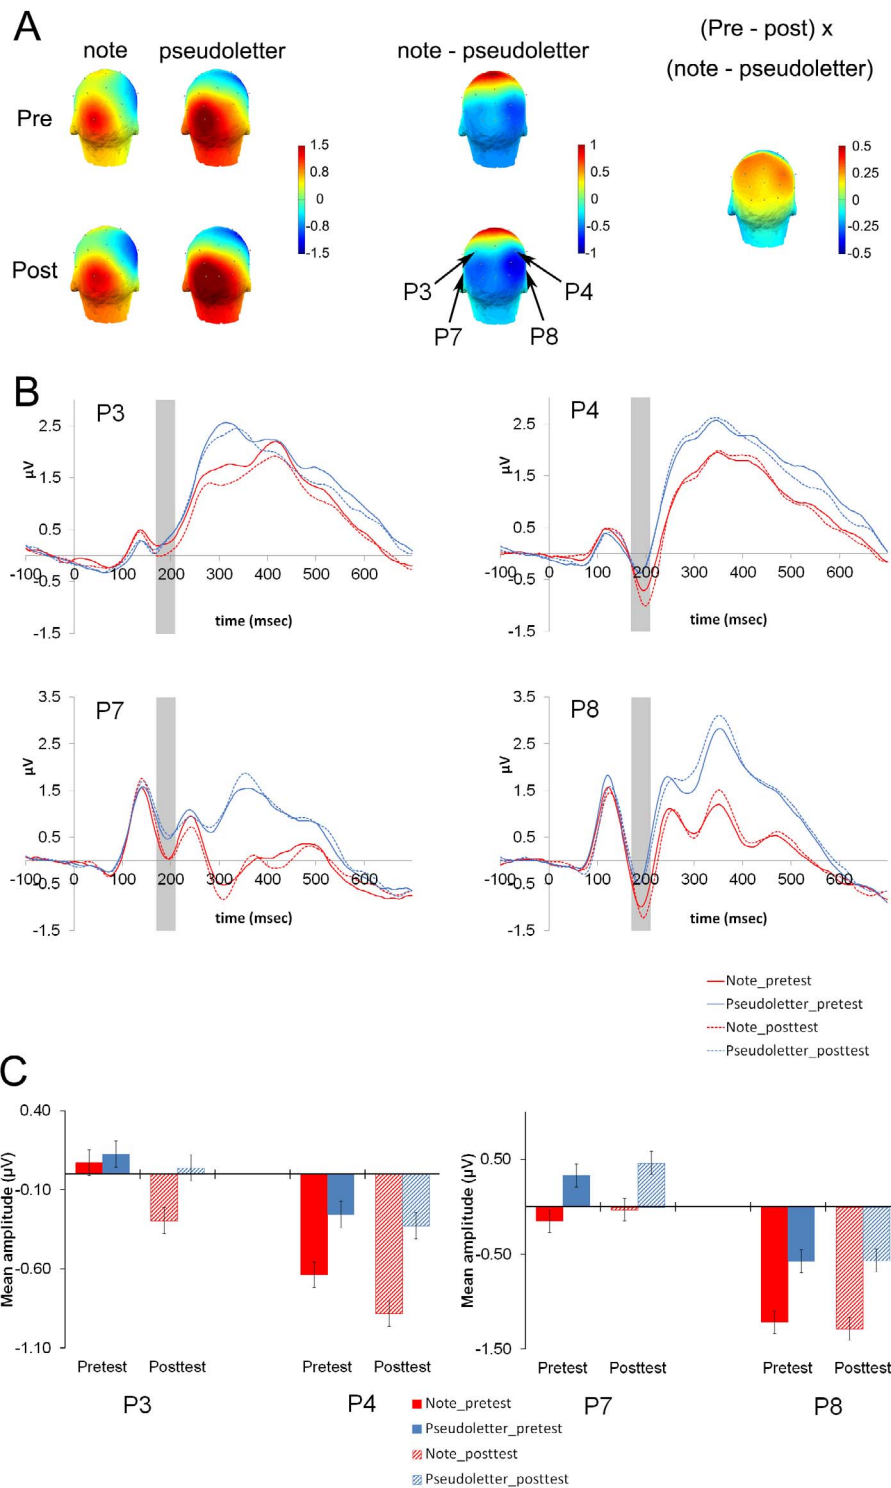 A
note pseudoletter note - pseudoletter (Pre - post) x
(note - pseudoletter)
Pre
1.5 1 0.5
0.8 0.5 0.25
0 0 0
-0.8 -0.5 -0.25
-1.5 -1 -0.5
Post
P3 P4
P7 P8
B
P3
2.5
1.5
0.5
-0.5
-1.5
µV
-100 0 100 200 300 400 500 600
time (msec)
P4
2.5
1.5
0.5
-0.5
-1.5
µV
-100 0 100 200 300 400 500 600
time (msec)
P7
3.5
2.5
1.5
0.5
-0.5
-1.5
µV
-100 0 100 200 300 400 500 600
time (msec)
P8
3.5
2.5
1.5
0.5
-0.5
-1.5
µV
-100 0 100 200 300 400 500 600
time (msec)
Note_pretest
Pseudoletter_pretest
Note_posttest
Pseudoletter_posttest
C
0.40
-0.10
-0.60
-1.10
Mean amplitude (µV)
Pretest Posttest Pretest Posttest
P3 P4
0.50
-0.50
-1.50
Mean amplitude (µV)
Pretest Posttest Pretest Posttest
P7 P8
Note_pretest
Pseudoletter_pretest
Note_posttest
Pseudoletter_posttest